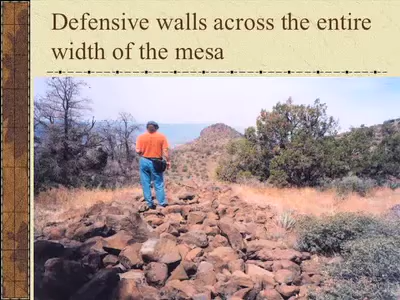 Defensive walls across the entire
width of the mesa